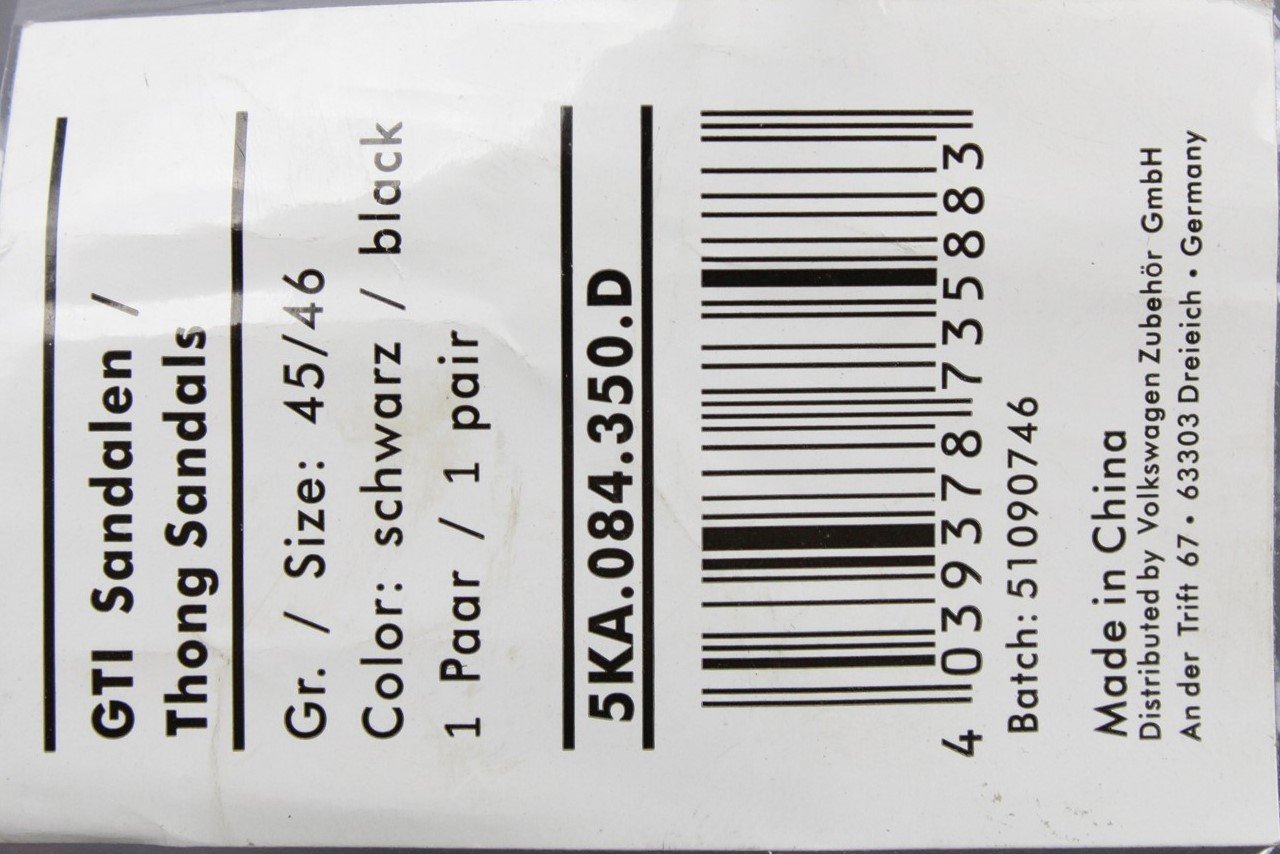 GTI Sandalen /
Thong Sandals
Gr. / Size: 45/46
Color: schwarz / black
1 Paar / 1 pair
5KA.084.350.D
4 039378 735883
Batch: 51090746
Made in China
Distributed by Volkswagen Zubehör GmbH
An der Trift 67 • 63303 Dreieich • Germany